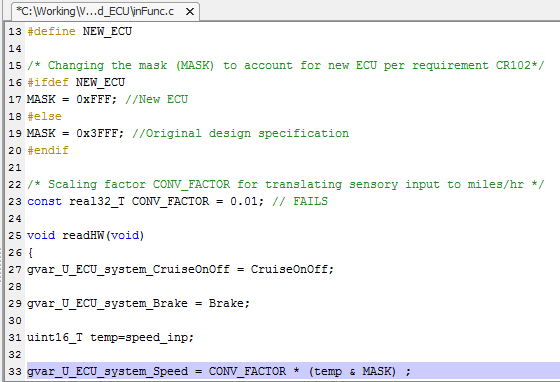 *C:\Working\V...d_ECU\inFunc.c ×
13 #define NEW_ECU
14
15 /* Changing the mask (MASK) to account for new ECU per requirement CR102*/
16 #ifdef NEW_ECU
17 MASK = 0xFFF; //New ECU
18 #else
19 MASK = 0x3FFF; //Original design specification
20 #endif
21
22 /* Scaling factor CONV_FACTOR for translating sensory input to miles/hr */
23 const real32_T CONV_FACTOR = 0.01; // FAILS
24
25 void readHW(void)
26 {
27 gvar_U_ECU_system_CruiseOnOff = CruiseOnOff;
28
29 gvar_U_ECU_system_Brake = Brake;
30
31 uint16_T temp=speed_inp;
32
33 gvar_U_ECU_system_Speed = CONV_FACTOR * (temp & MASK) ;